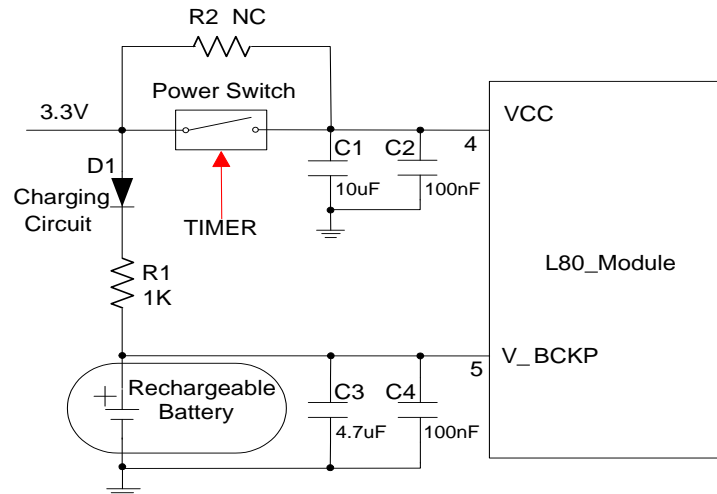 R2 NC
Power Switch
3.3V
VCC
4
D1
C1
C2
10uF
100nF
Charging
Circuit
TIMER
L80_Module
R1
1K
V_BCKP
5
Rechargeable
Battery
+
C3
C4
4.7uF
100nF